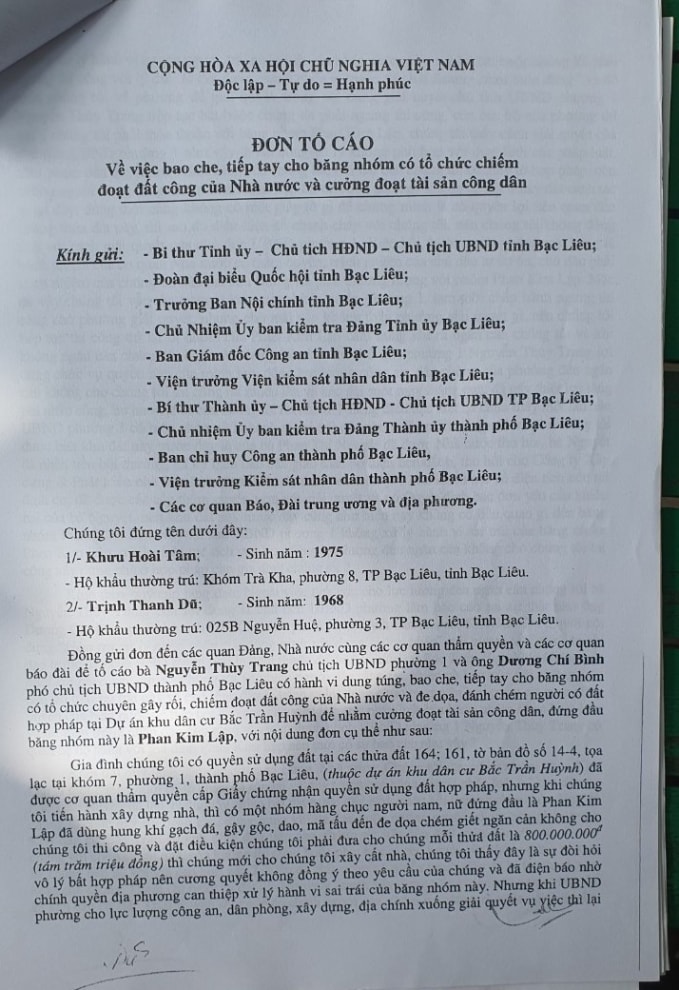 CỘNG HÒA XA HỘI CHŨ NGHIA VIỆT NAM
Độc lập – Tự do = Hạnh phúc
ĐƠN TỐ CÁO
Về việc bao che, tiếp tay cho băng nhóm có tổ chức chiếm
đoạt đất công của Nhà nước và cưởng đoạt tài sản công dân
Kính gửi: - Bi thư Tỉnh ủy – Chủ tich HĐND – Chủ tịch UBND tỉnh Bạc Liêu;
- Đoàn đại biểu Quốc hội tỉnh Bạc Liêu;
- Trưởng Ban Nội chính tỉnh Bạc Liêu;
- Chủ Nhiệm Ủy ban kiểm tra Đảng Tỉnh ủy Bạc Liêu;
- Ban Giám đốc Công an tỉnh Bạc Liêu;
- Viện trưởng Viện kiểm sát nhân dân tỉnh Bạc Liêu;
- Bí thư Thành ủy – Chủ tịch HĐND - Chủ tịch UBND TP Bạc Liêu;
- Chủ nhiệm Ủy ban kiểm tra Đảng Thành ủy thành phố Bạc Liêu;
- Ban chỉ huy Công an thành phố Bạc Liêu,
- Viện trưởng Kiểm sát nhân dân thành phố Bạc Liêu;
- Các cơ quan Báo, Đài trung ương và địa phương.
Chúng tôi đứng tên dưới đây:
1/- Khưu Hoài Tâm; - Sinh năm : 1975
- Hộ khẩu thường trú: Khóm Trà Kha, phường 8, TP Bạc Liêu, tỉnh Bạc Liêu.
2/- Trịnh Thanh Dũ; - Sinh năm: 1968
- Hộ khẩu thường trú: 025B Nguyễn Huệ, phường 3, TP Bạc Liêu, tỉnh Bạc Liêu.
Đồng gửi đơn đến các quan Đảng, Nhà nước cùng các cơ quan thẩm quyền và các cơ quan
báo đài để tố cáo bà Nguyễn Thùy Trang chủ tịch UBND phường 1 và ông Dương Chí Bình
phó chủ tịch UBND thành phố Bạc Liêu có hành vi dung túng, bao che, tiếp tay cho băng nhóm
có tổ chức chuyên gây rối, chiếm đoạt đất công của Nhà nước và đe dọa, đánh chém người có đất
hợp pháp tại Dự án khu dân cư Bắc Trần Huỳnh để nhằm cưởng đoạt tài sản công dân, đứng đầu
băng nhóm này là Phan Kim Lập, với nội dung đơn cụ thể như sau:
Gia đình chúng tôi có quyền sử dụng đất tại các thửa đất 164; 161, tờ bản đồ số 14-4, tọa
lạc tại khóm 7, phường 1, thành phố Bạc Liêu, (thuộc dự án khu dân cư Bắc Trần Huỳnh) đã
được cơ quan thẩm quyền cấp Giấy chứng nhận quyền sử dụng đất hợp pháp, nhưng khi chúng
tôi tiến hành xây dựng nhà, thì có một nhóm hàng chục người nam, nữ đứng đầu là Phan Kim
Lập đã dùng hung khí gạch đá, gậy gộc, dao, mã tấu đến đe dọa chém giết ngăn cản không cho
chúng tôi thi công và đặt điều kiện chúng tôi phải đưa cho chúng mỗi thửa đất là 800.000.000đ
(tám trăm triệu đồng) thì chúng mới cho chúng tôi xây cất nhà, chúng tôi thấy đây là sự đòi hỏi
vô lý bất hợp pháp nên cương quyết không đồng ý theo yêu cầu của chúng và đã điện báo nhờ
chính quyền địa phương can thiệp xử lý hành vi sai trái của băng nhóm này. Nhưng khi UBND
phường cho lực lượng công an, dân phòng, xây dựng, địa chính xuống giải quyết vụ việc thì lại